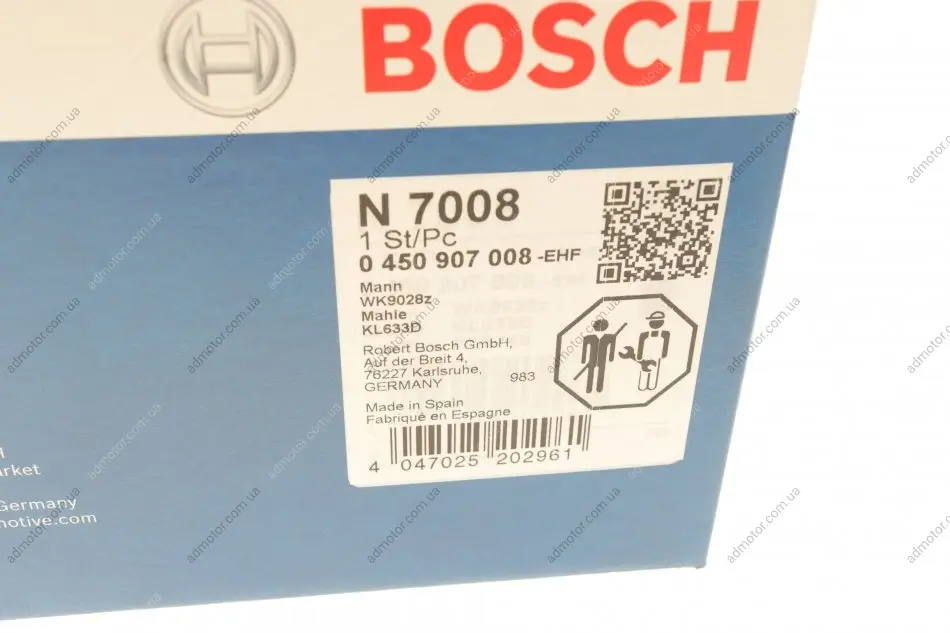 BOSCH
N 7008
1 St/Pc
0 450 907 008 -EHF
Mann
WK9028z
Mahle
KL633D
Robert Bosch GmbH,
Auf der Breit 4,
76227 Karlsruhe,
GERMANY 983
Made in Spain
Fabriqué en Espagne
4 047025 202961
rket
Germany
motive.com
admotor.com.ua